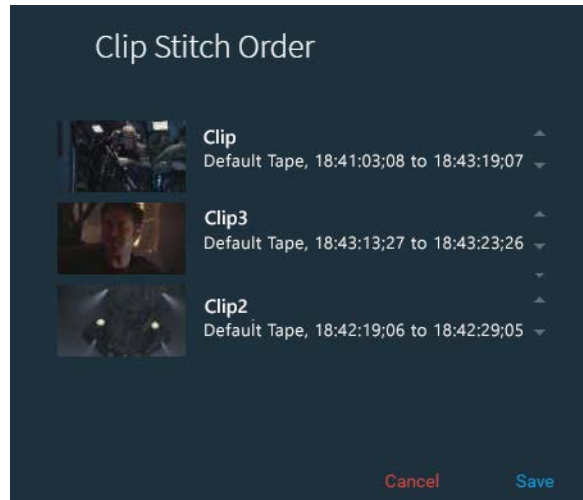 Clip Stitch Order
Clip
Default Tape, 18:41:03;08 to 18:43:19;07
Clip3
Default Tape, 18:43:13;27 to 18:43:23;26
Clip2
Default Tape, 18:42:19;06 to 18:42:29;05
Cancel
Save